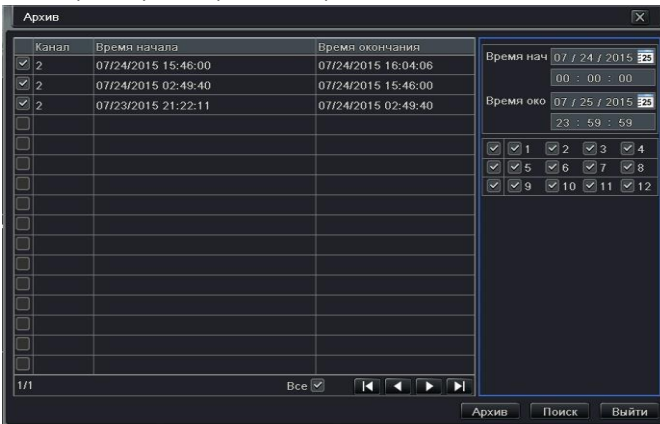 Архив
Канал Время начала Время окончания
2 07/24/2015 15:46:00 07/24/2015 16:04:06
2 07/24/2015 02:49:40 07/24/2015 15:46:00
2 07/23/2015 21:22:11 07/24/2015 02:49:40
1/1 Все
Время нач 07 / 24 / 2015 25
00 : 00 : 00
Время око 07 / 25 / 2015 25
23 : 59 : 59
1 2 3 4
5 6 7 8
9 10 11 12
Архив Поиск Выйти